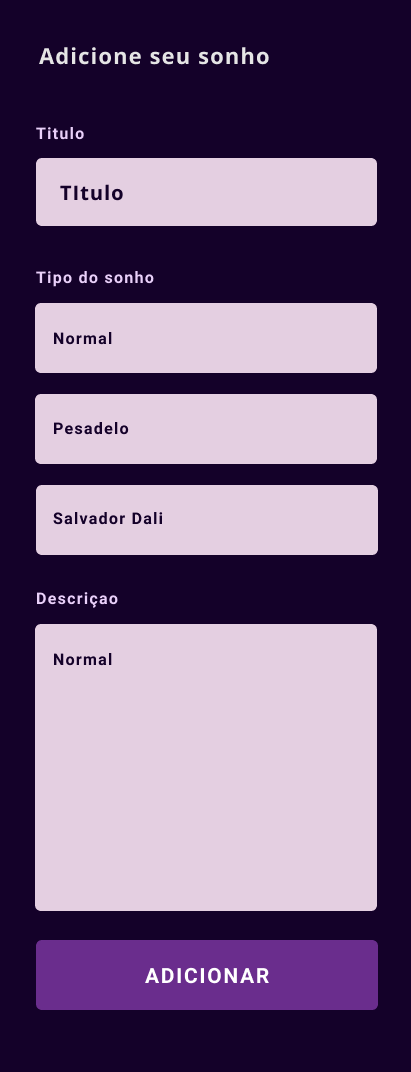 Adicione seu sonho
Titulo
TItulo
Tipo do sonho
Normal
Pesadelo
Salvador Dali
Descriçao
Normal
ADICIONAR